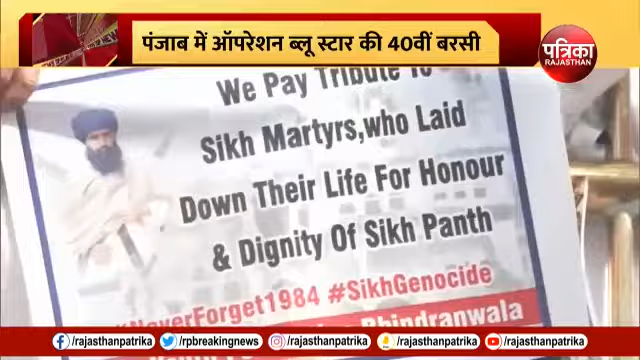 पंजाब में ऑपरेशन ब्लू स्टार की 40वीं बरसी
पत्रिका
RAJASTHAN
We Pay Tribute To
Sikh Martyrs,who Laid
Down Their Life For Honour
& Dignity Of Sikh Panth
#NeverForget1984 #SikhGenocide
Bhindranwala
/rajasthanpatrika
/rpbreakingnews
/rajasthanpatrika
/rajasthanpatrika
/rajasthanpatrika